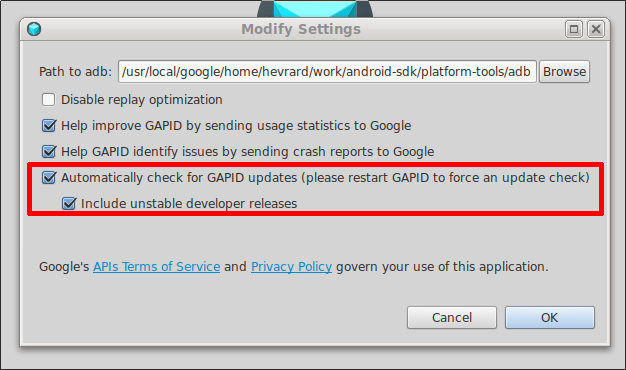 Modify Settings
Path to adb: /usr/local/google/home/hevrard/work/android-sdk/platform-tools/adb Browse
Disable replay optimization
Help improve GAPID by sending usage statistics to Google
Help GAPID identify issues by sending crash reports to Google
Automatically check for GAPID updates (please restart GAPID to force an update check)
Include unstable developer releases
Google's APIs Terms of Service and Privacy Policy govern your use of this application.
Cancel OK